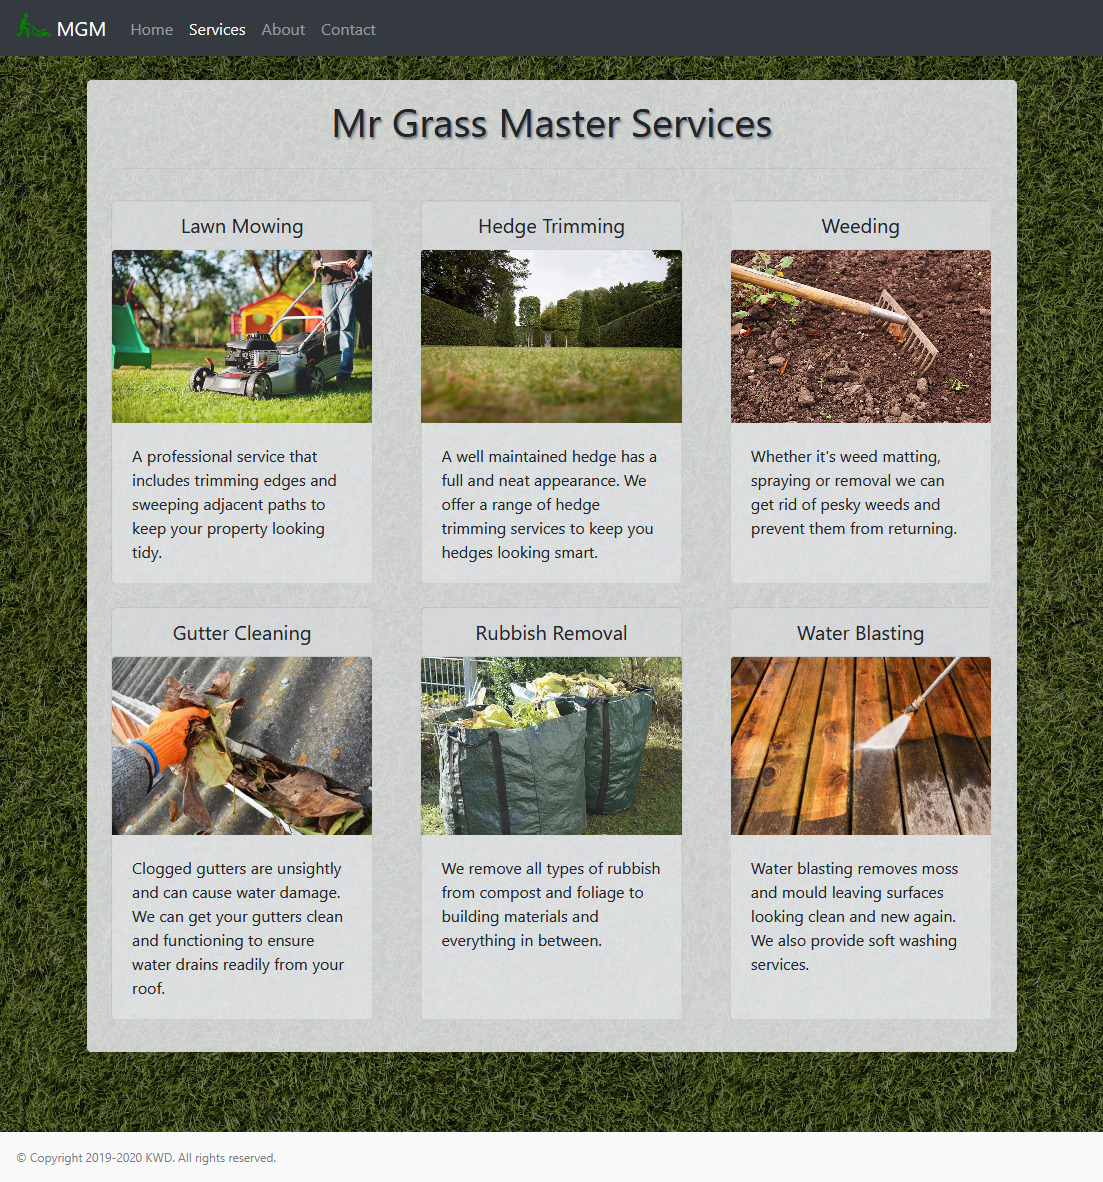 MGM Home Services About Contact
Mr Grass Master Services
Lawn Mowing
A professional service that
includes trimming edges and
sweeping adjacent paths to
keep your property looking
tidy.
Hedge Trimming
A well maintained hedge has a
full and neat appearance. We
offer a range of hedge
trimming services to keep you
hedges looking smart.
Weeding
Whether it's weed matting,
spraying or removal we can
get rid of pesky weeds and
prevent them from returning.
Gutter Cleaning
Clogged gutters are unsightly
and can cause water damage.
We can get your gutters clean
and functioning to ensure
water drains readily from your
roof.
Rubbish Removal
We remove all types of rubbish
from compost and foliage to
building materials and
everything in between.
Water Blasting
Water blasting removes moss
and mould leaving surfaces
looking clean and new again.
We also provide soft washing
services.
© Copyright 2019-2020 KWD. All rights reserved.